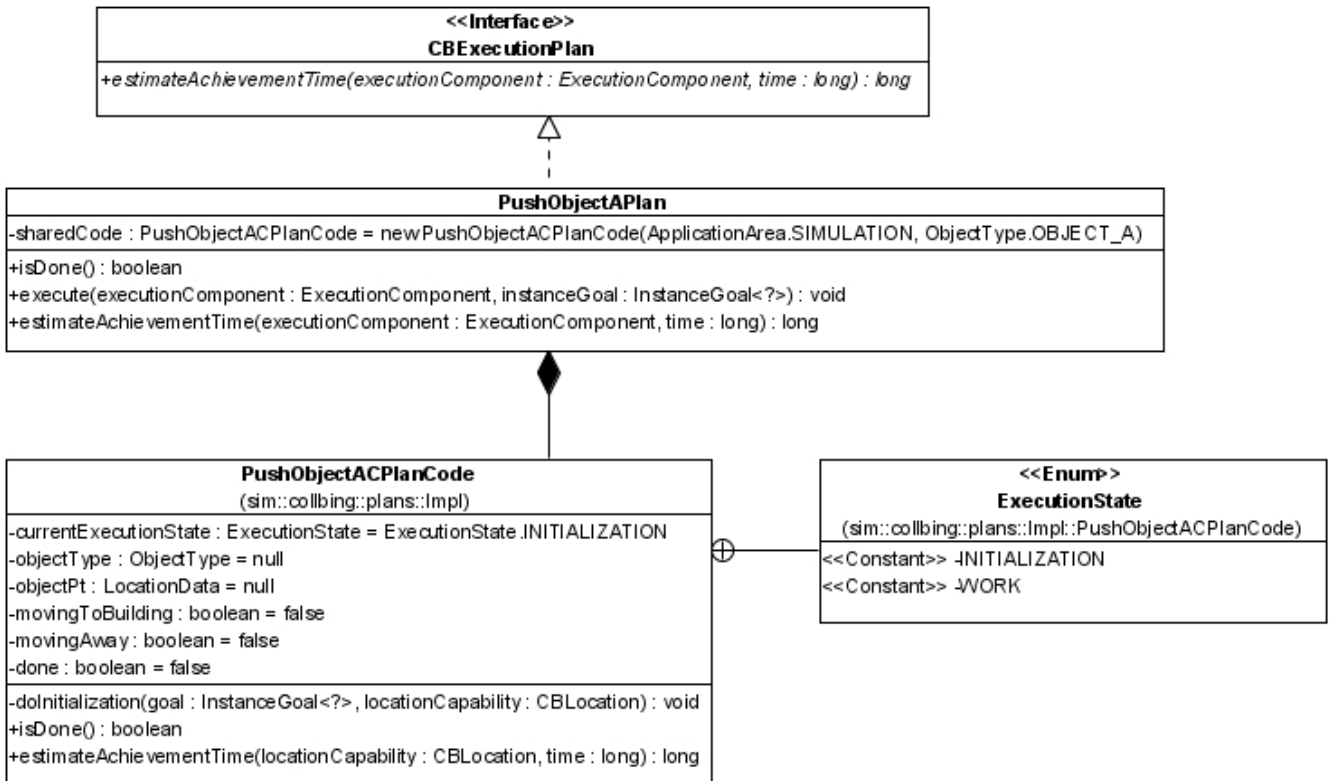 <<Interface>>
CBExecutionPlan
+estimateAchievementTime(executionComponent : ExecutionComponent, time : long) : long
PushObjectAPlan
-sharedCode : PushObjectACPlanCode = new PushObjectACPlanCode(ApplicationArea.SIMULATION, ObjectType.OBJECT_A)
+isDone() : boolean
+execute(executionComponent : ExecutionComponent, instanceGoal : InstanceGoal<?>) : void
+estimateAchievementTime(executionComponent : ExecutionComponent, time : long) : long
PushObjectACPlanCode
(sim::collbing::plans::Impl)
-currentExecutionState : ExecutionState = ExecutionState.INITIALIZATION
-objectType : ObjectType = null
-objectPt : LocationData = null
-movingToBuilding : boolean = false
-movingAway : boolean = false
-done : boolean = false
-doInitialization(goal : InstanceGoal<?>, locationCapability : CBLocation) : void
+isDone() : boolean
+estimateAchievementTime(locationCapability : CBLocation, time : long) : long
<<Enum>>
ExecutionState
(sim::collbing::plans::Impl::PushObjectACPlanCode)
<<Constant>> -INITIALIZATION
<<Constant>> -WORK